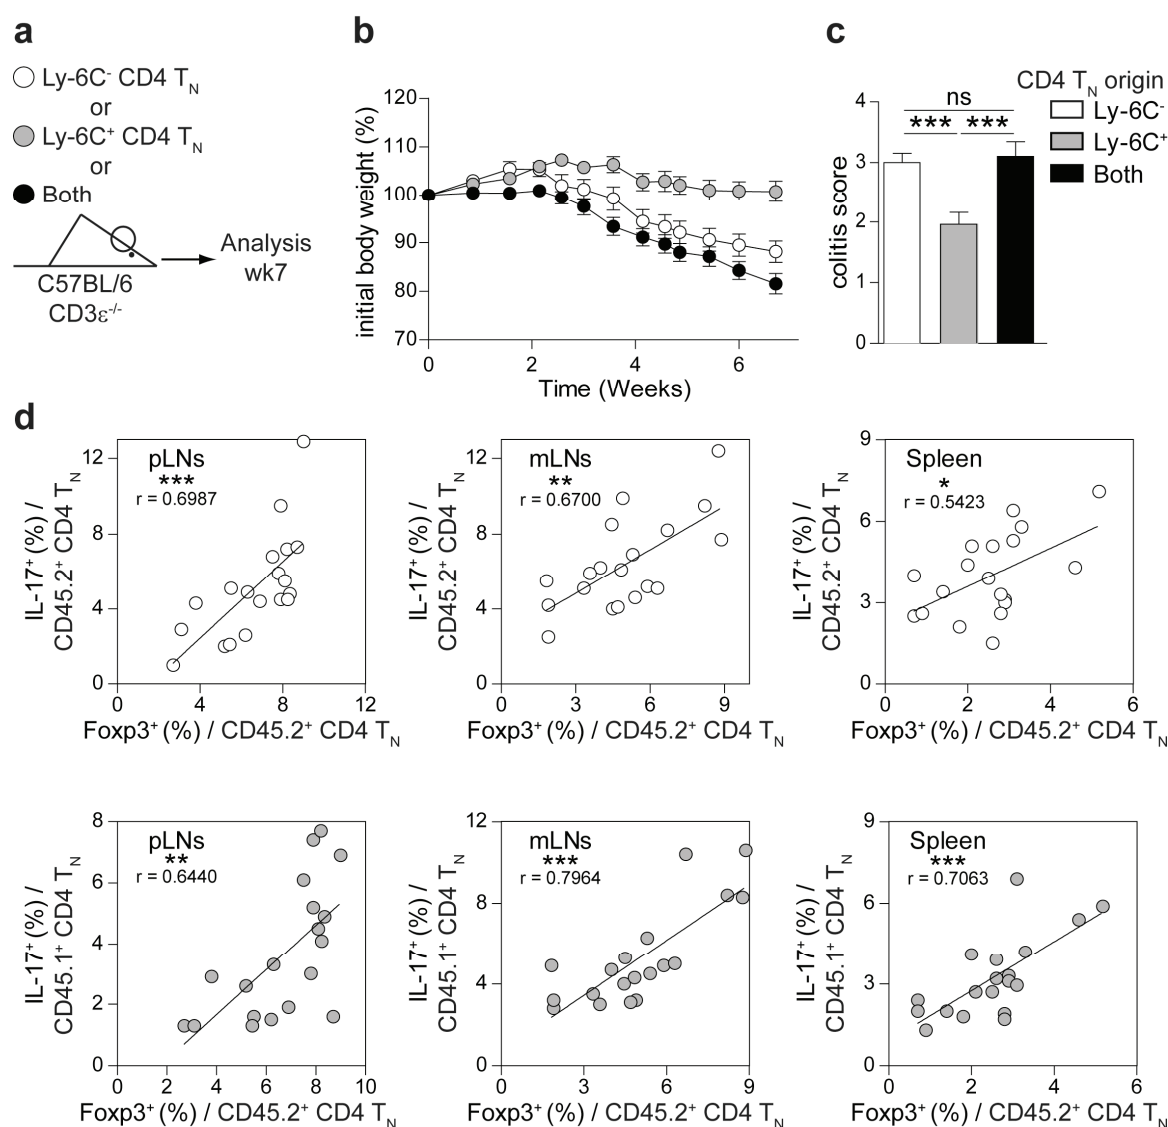 a
Ly-6C⁻ CD4 T_N
or
Ly-6C⁺ CD4 T_N
or
Both
C57BL/6
CD3ε⁻/⁻
Analysis
wk7
b
initial body weight (%)
120
110
100
90
80
70
0 2 4 6
Time (Weeks)
c
colitis score
4
3
2
1
0
ns
*** ***
CD4 T_N origin
Ly-6C⁻
Ly-6C⁺
Both
d
IL-17⁺ (%) /
CD45.2⁺ CD4 T_N
12
8
4
0
pLNs
***
r = 0.6987
0 4 8 12
Foxp3⁺ (%) / CD45.2⁺ CD4 T_N
IL-17⁺ (%) /
CD45.2⁺ CD4 T_N
12
8
4
0
mLNs
**
r = 0.6700
0 3 6 9
Foxp3⁺ (%) / CD45.2⁺ CD4 T_N
IL-17⁺ (%) /
CD45.2⁺ CD4 T_N
9
6
3
0
Spleen
*
r = 0.5423
0 2 4 6
Foxp3⁺ (%) / CD45.2⁺ CD4 T_N
IL-17⁺ (%) /
CD45.1⁺ CD4 T_N
8
6
4
2
0
pLNs
**
r = 0.6440
0 2 4 6 8 10
Foxp3⁺ (%) / CD45.2⁺ CD4 T_N
IL-17⁺ (%) /
CD45.1⁺ CD4 T_N
12
8
4
0
mLNs
***
r = 0.7964
0 3 6 9
Foxp3⁺ (%) / CD45.2⁺ CD4 T_N
IL-17⁺ (%) /
CD45.1⁺ CD4 T_N
9
6
3
0
Spleen
***
r = 0.7063
0 2 4 6
Foxp3⁺ (%) / CD45.2⁺ CD4 T_N